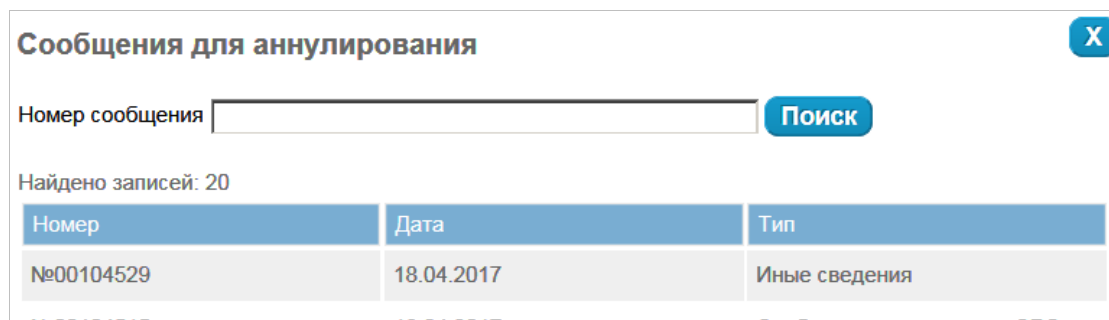 Сообщения для аннулирования X
Номер сообщения Поиск
Найдено записей: 20
Номер Дата Тип
№00104529 18.04.2017 Иные сведения